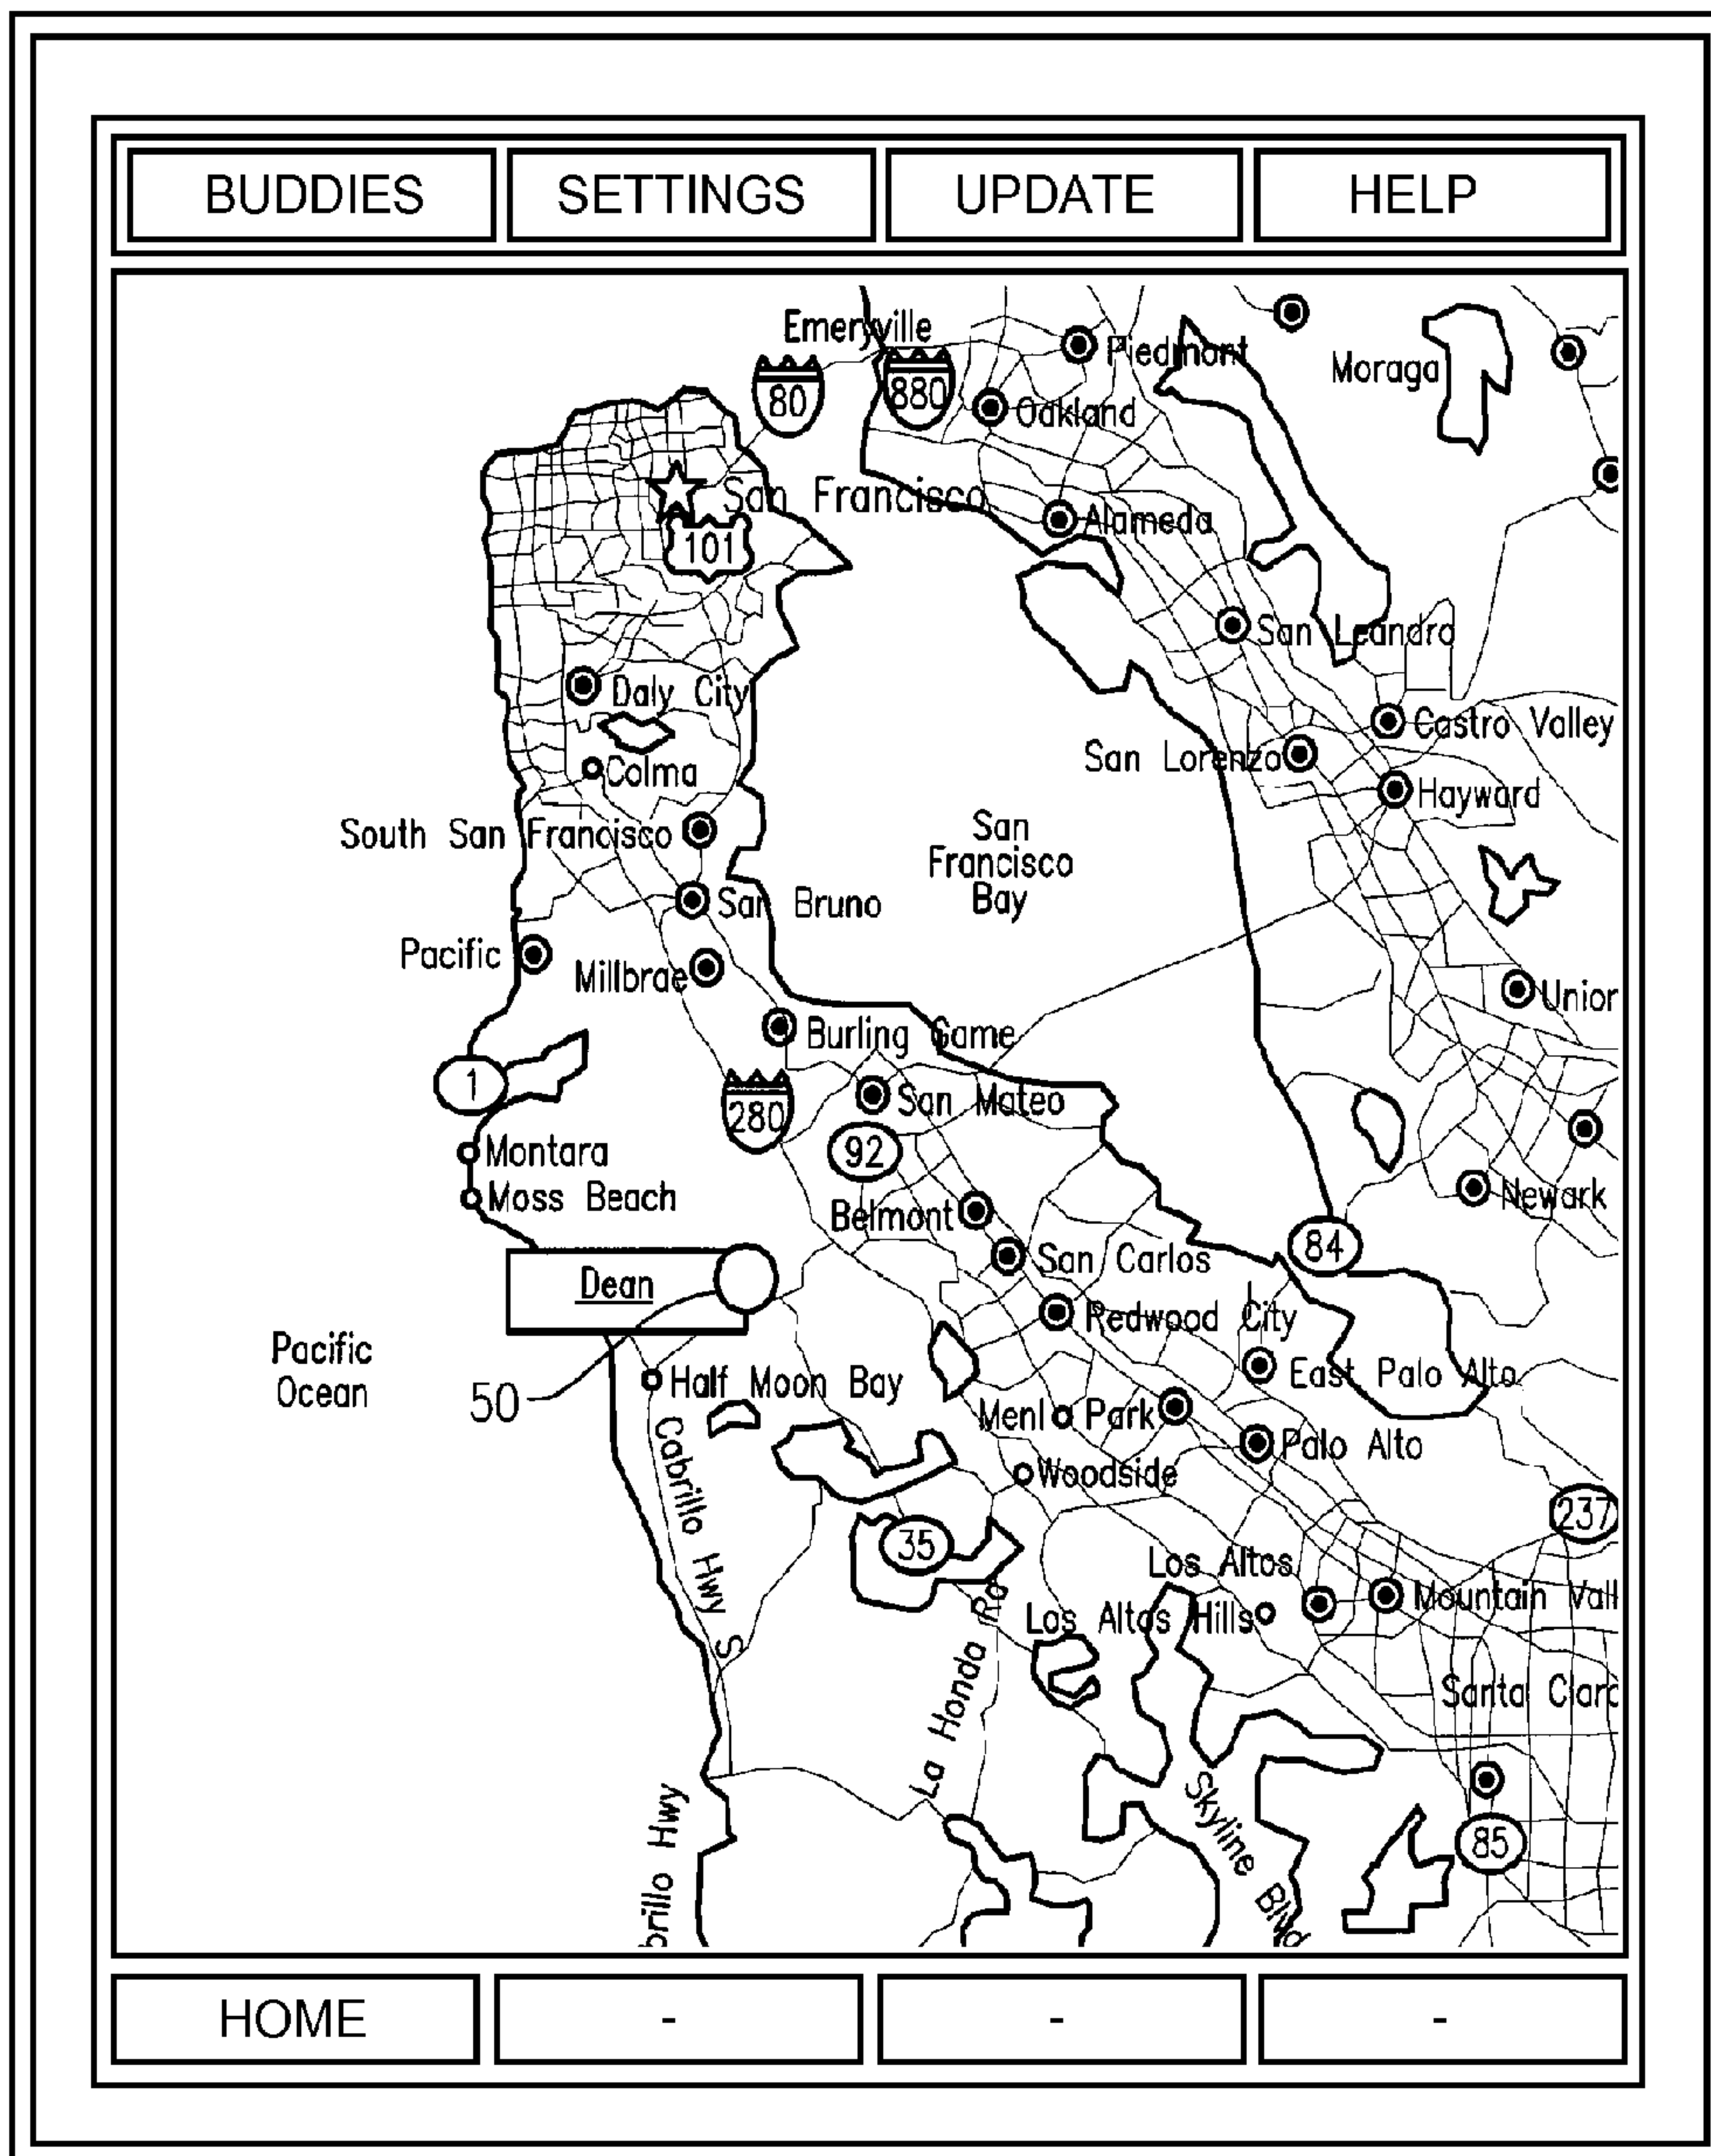 BUDDIES SETTINGS UPDATE HELP
Emeryville
80
880
Piedmont
Moraga
Oakland
San Francisco
Alameda
101
San Leandro
Daly City
Castro Valley
San Lorenzo
Colma
Hayward
South San Francisco
San
Francisco
Bay
San Bruno
Pacific
Millbrae
Union
Burling Game
1
280
San Mateo
92
Montara
Moss Beach
Newark
Belmont
84
San Carlos
Dean
Redwood City
Pacific
Ocean
East Palo Alto
50
Half Moon Bay
Menl Park
Palo Alto
Woodside
Cabrillo Hwy S
237
35
Los Altos
Mountain Vall
Los Altos Hills
La Honda Rd
Santa Clara
Skyline Blvd
85
brillo Hwy
HOME - - -